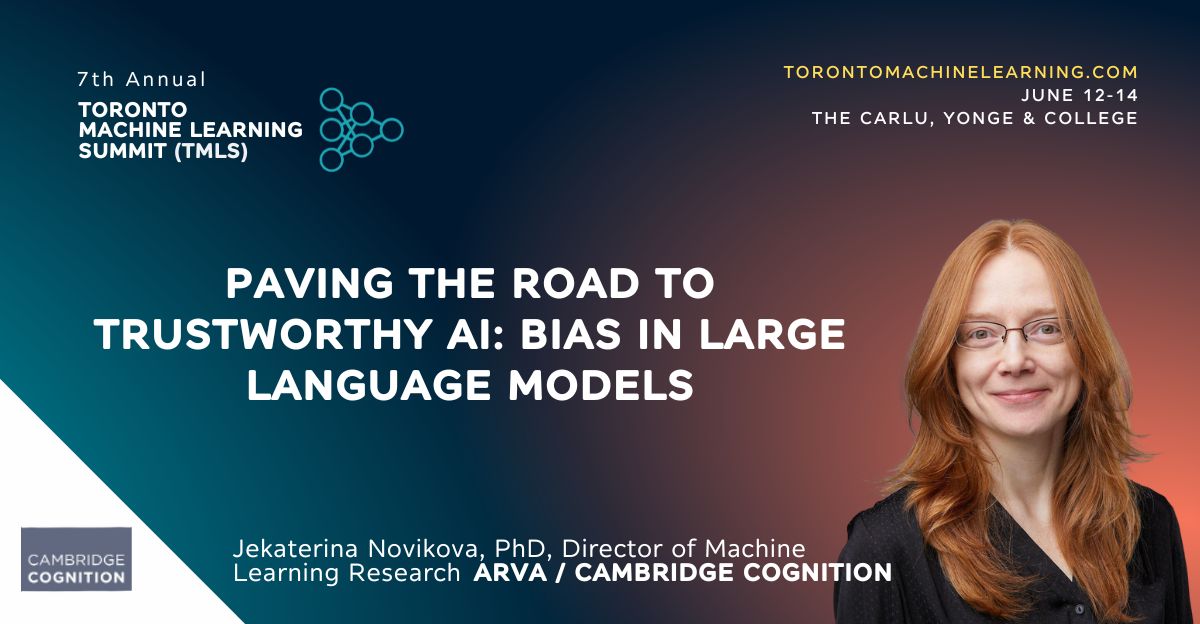 7th Annual
TORONTO
MACHINE LEARNING
SUMMIT (TMLS)
TORONTOMACHINELEARNING.COM
JUNE 12-14
THE CARLU, YONGE & COLLEGE
PAVING THE ROAD TO
TRUSTWORTHY AI: BIAS IN LARGE
LANGUAGE MODELS
CAMBRIDGE
COGNITION
Jekaterina Novikova, PhD, Director of Machine
Learning Research ARVA / CAMBRIDGE COGNITION